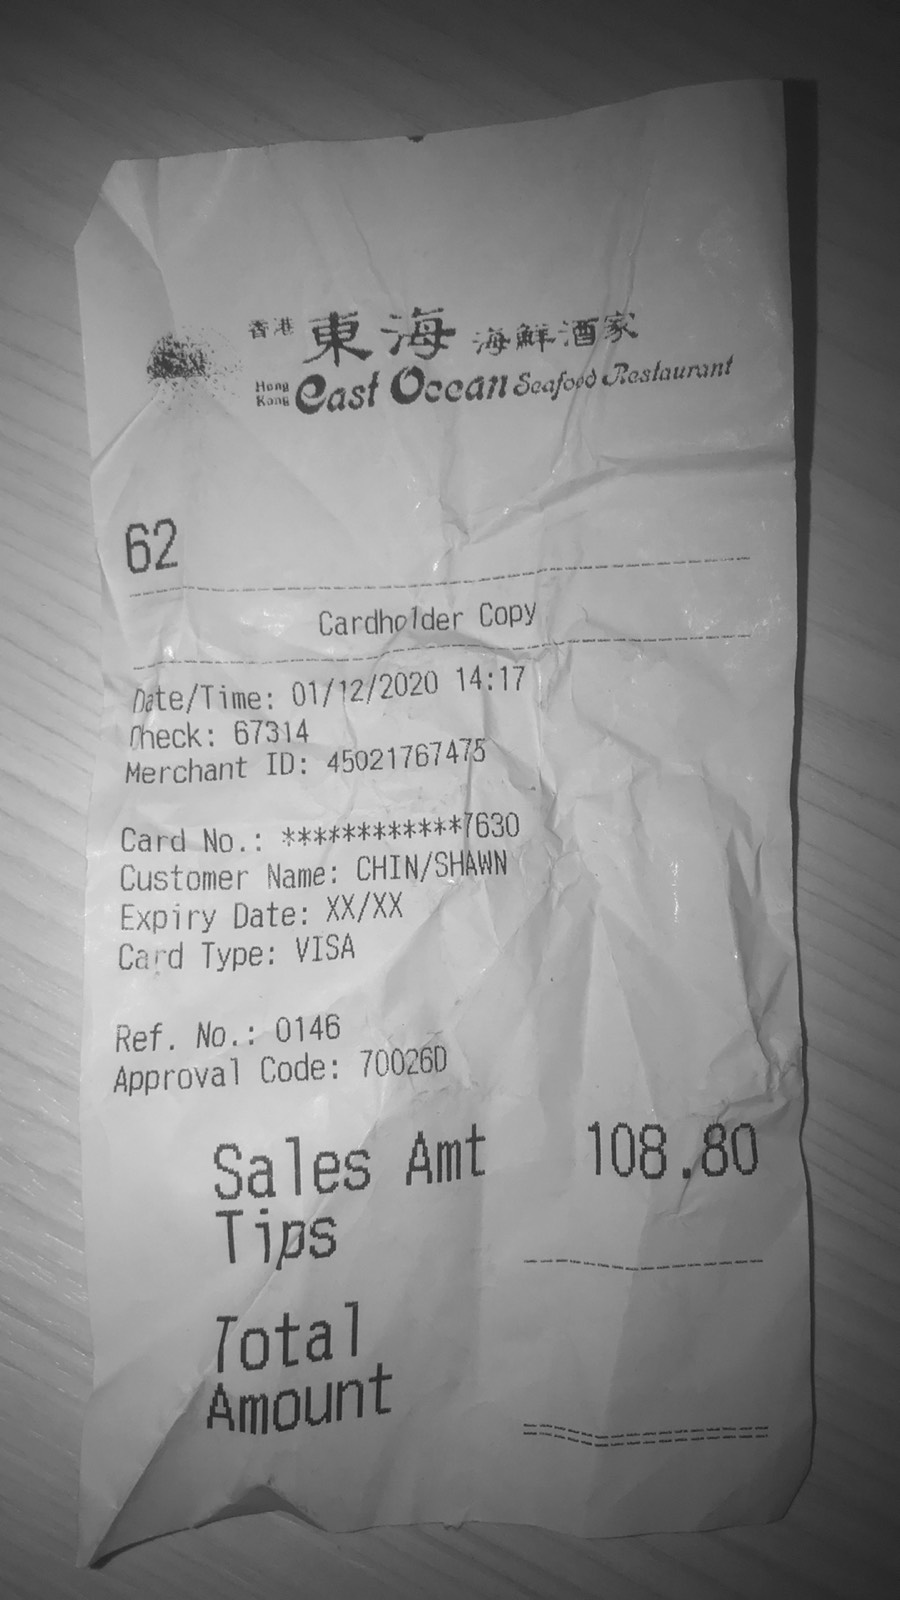 香港 東海 海鮮酒家
Hong Kong East Ocean Seafood Restaurant
62
Cardholder Copy
Date/Time: 01/12/2020 14:17
Check: 67314
Merchant ID: 45021767475
Card No.: ************7630
Customer Name: CHIN/SHAWN
Expiry Date: XX/XX
Card Type: VISA
Ref. No.: 0146
Approval Code: 70026D
Sales Amt 108.80
Tips
Total
Amount